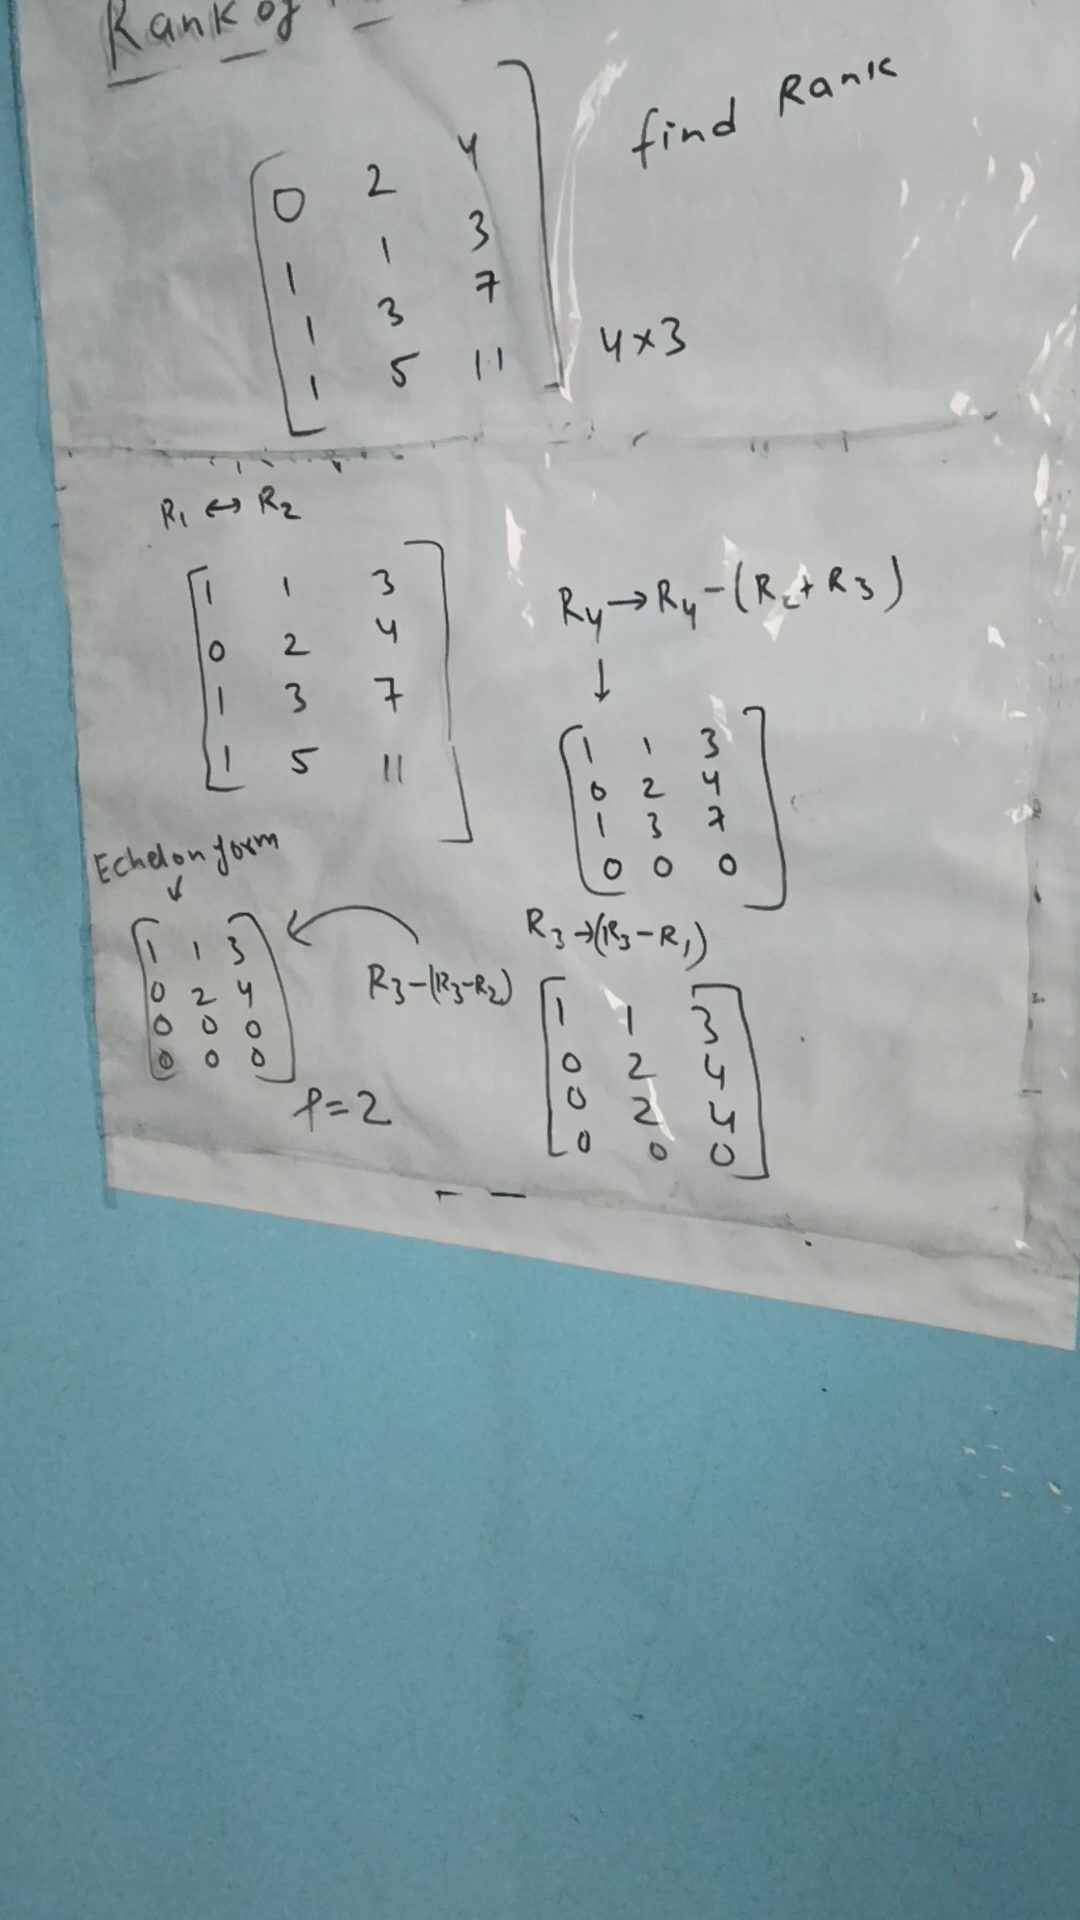 Rank of
find Rank
0 2 4
1 1 3
1 3 7
1 5 11
4×3
R1 ↔ R2
1 1 3
0 2 4
1 3 7
1 5 11
R4 → R4 - (R2 + R3)
↓
1 1 3
0 2 4
1 3 7
0 0 0
R3 → (R3 - R1)
1 1 3
0 2 4
0 2 4
0 0 0
R3 - (R3 - R2)
Echelon form
↓
1 1 3
0 2 4
0 0 0
0 0 0
ρ = 2